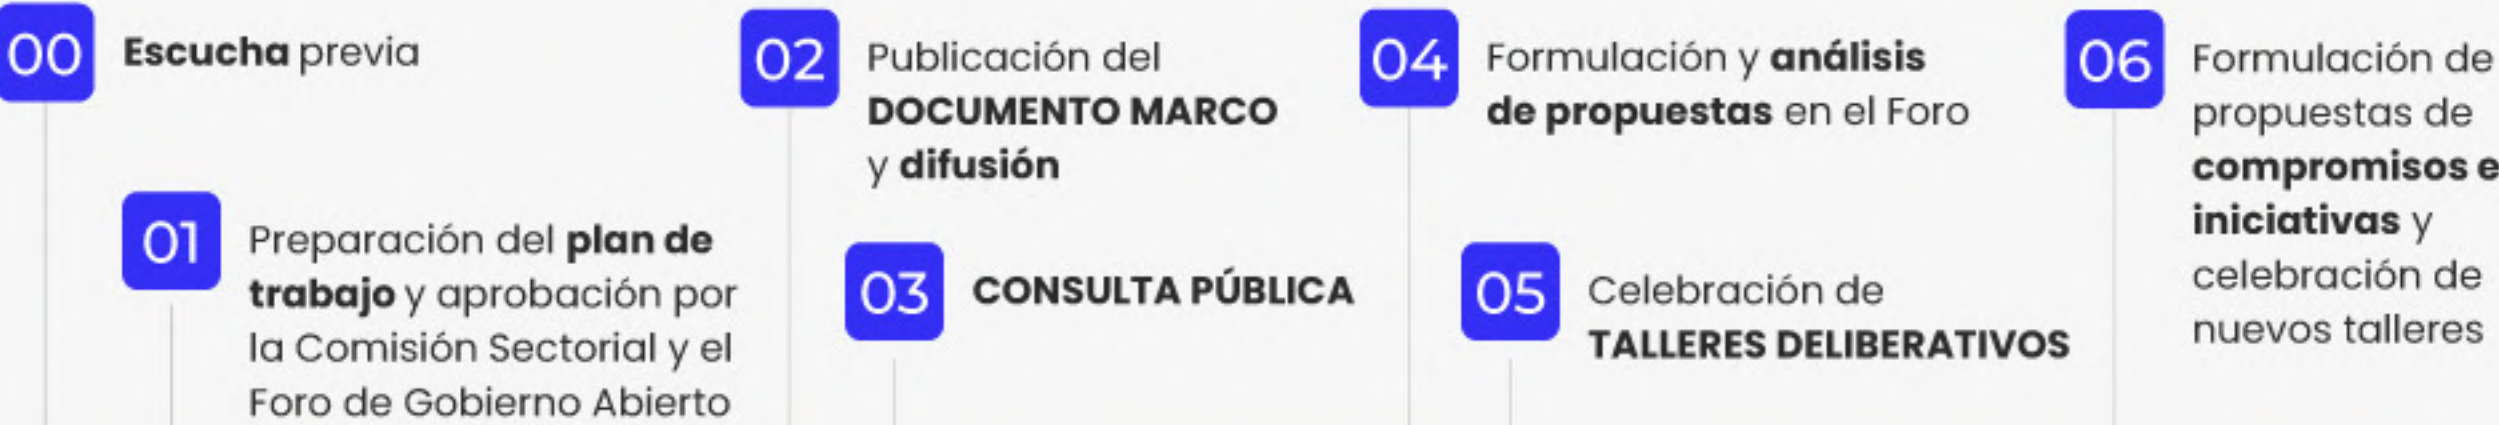 00
Escucha previa
01
Preparación del plan de
trabajo y aprobación por
la Comisión Sectorial y el
Foro de Gobierno Abierto
02
Publicación del
DOCUMENTO MARCO
y difusión
03
CONSULTA PÚBLICA
04
Formulación y análisis
de propuestas en el Foro
05
Celebración de
TALLERES DELIBERATIVOS
06
Formulación de
propuestas de
compromisos e
iniciativas y
celebración de
nuevos talleres